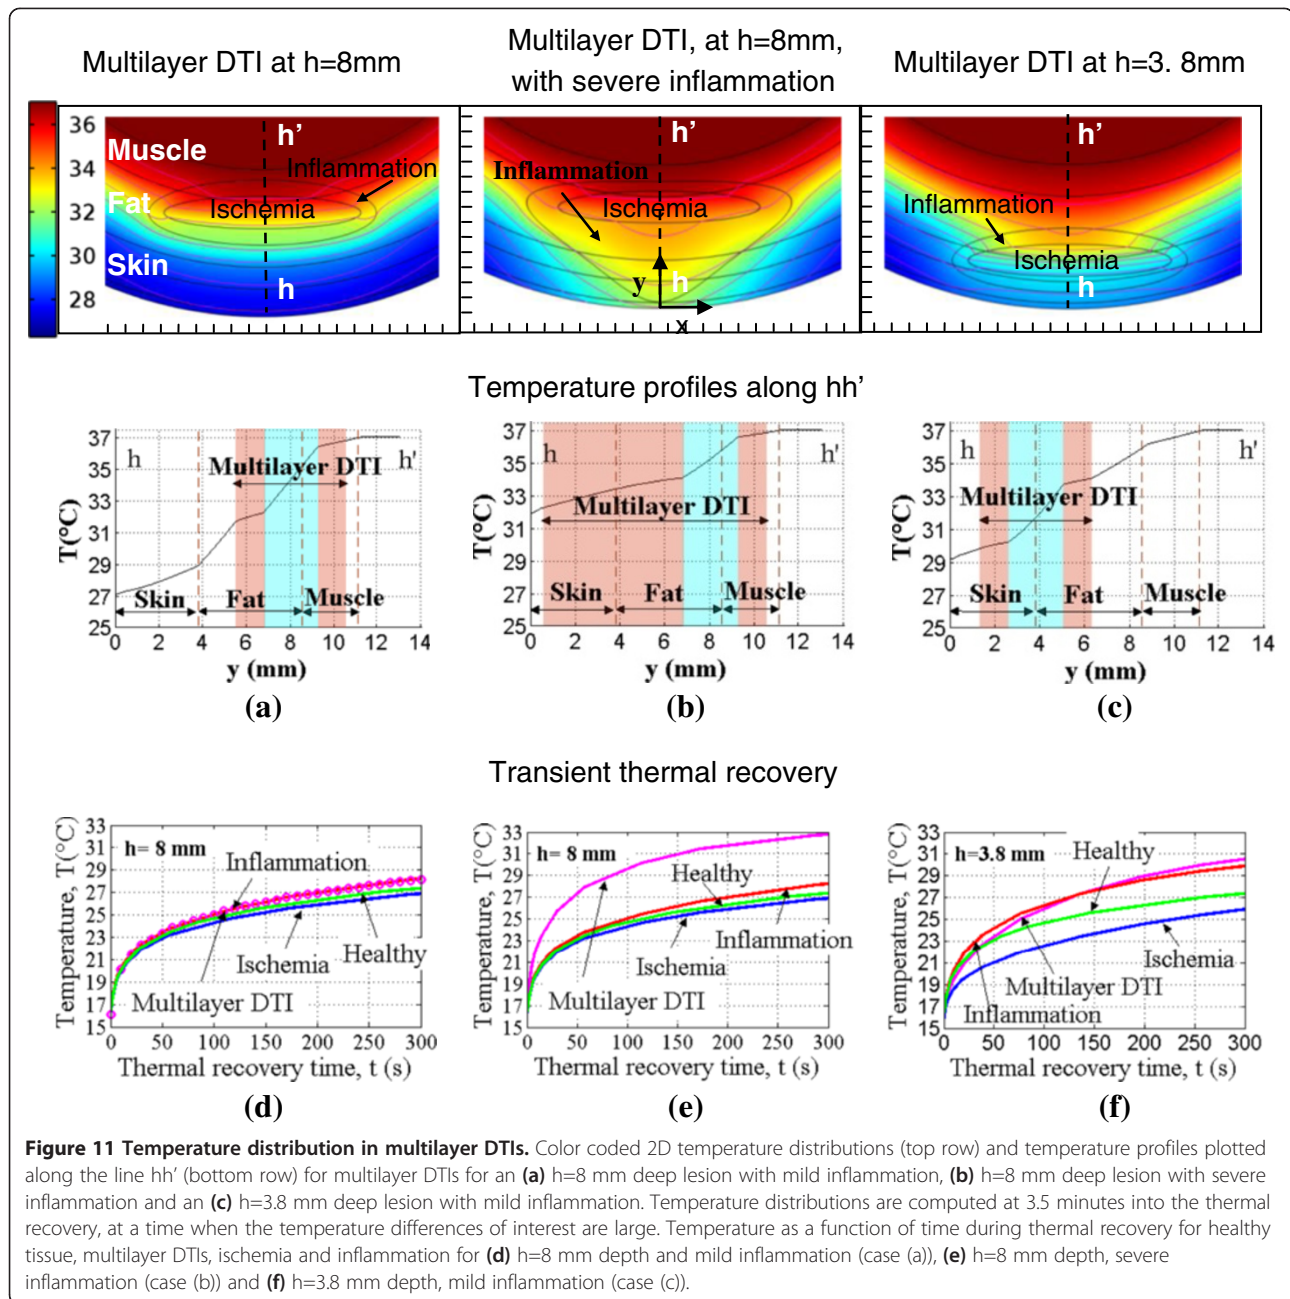 Multilayer DTI at h=8mm
Multilayer DTI, at h=8mm,
with severe inflammation
Multilayer DTI at h=3. 8mm
36
34
32
30
28
Muscle
Fat
Skin
h'
Inflammation
Ischemia
h
h'
Inflammation
Ischemia
y
h
x
h'
Inflammation
Ischemia
h
Temperature profiles along hh'
37
35
33
31
29
27
25
T(°C)
h
h'
Multilayer DTI
Skin
Fat
Muscle
0 2 4 6 8 10 12 14
y (mm)
(a)
37
35
33
31
29
27
25
T(°C)
h
h'
Multilayer DTI
Skin
Fat
Muscle
0 2 4 6 8 10 12 14
y (mm)
(b)
37
35
33
31
29
27
25
T(°C)
h
h'
Multilayer DTI
Skin
Fat
Muscle
0 2 4 6 8 10 12 14
y (mm)
(c)
Transient thermal recovery
33
31
29
27
25
23
21
19
17
15
Temperature, T(°C)
h= 8 mm
Inflammation
Ischemia
Healthy
Multilayer DTI
0 50 100 150 200 250 300
Thermal recovery time, t (s)
(d)
33
31
29
27
25
23
21
19
17
15
Temperature, T(°C)
h= 8 mm
Healthy
Inflammation
Ischemia
Multilayer DTI
0 50 100 150 200 250 300
Thermal recovery time, t (s)
(e)
33
31
29
27
25
23
21
19
17
15
Temperature, T(°C)
h=3.8 mm
Healthy
Ischemia
Multilayer DTI
Inflammation
0 50 100 150 200 250 300
Thermal recovery time, t (s)
(f)
Figure 11 Temperature distribution in multilayer DTIs. Color coded 2D temperature distributions (top row) and temperature profiles plotted
along the line hh' (bottom row) for multilayer DTIs for an (a) h=8 mm deep lesion with mild inflammation, (b) h=8 mm deep lesion with severe
inflammation and an (c) h=3.8 mm deep lesion with mild inflammation. Temperature distributions are computed at 3.5 minutes into the thermal
recovery, at a time when the temperature differences of interest are large. Temperature as a function of time during thermal recovery for healthy
tissue, multilayer DTIs, ischemia and inflammation for (d) h=8 mm depth and mild inflammation (case (a)), (e) h=8 mm depth, severe
inflammation (case (b)) and (f) h=3.8 mm depth, mild inflammation (case (c)).